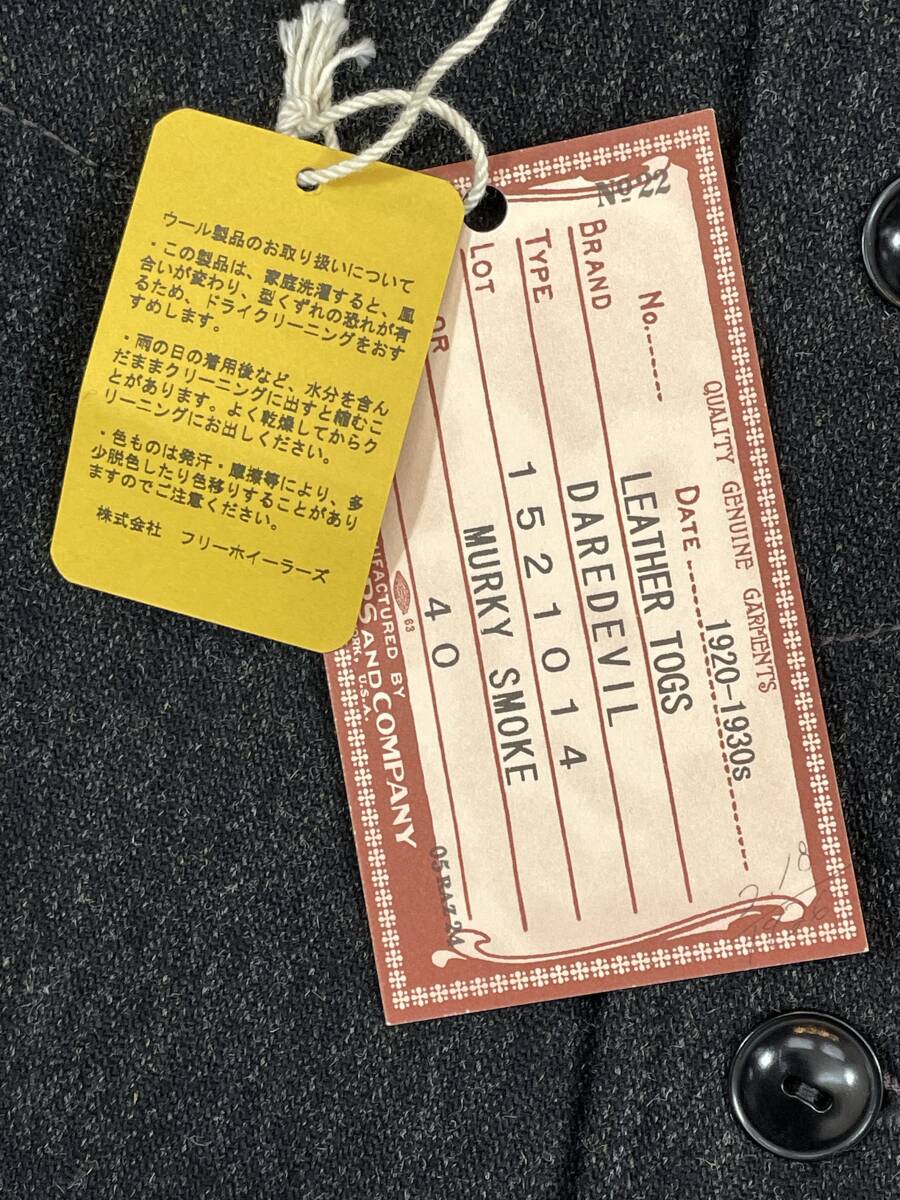 ウール製品のお取り扱いについて
・この製品は、家庭洗濯すると、風
合いが変わり、型くずれの恐れが有
るため、ドライクリーニングをおす
すめします。
・雨の日の着用後など、水分を含ん
だままクリーニングに出すと縮むこ
とがあります。よく乾燥してからク
リーニングにお出しください。
・色ものは発汗・摩擦等により、多
少脱色したり色移りすることがあり
ますのでご注意ください。
株式会社 フリーホイーラーズ
No 22
QUALITY GENUINE GARMENTS
No.
DATE 1920-1930s
BRAND LEATHER TOGS
TYPE DAREDEVIL
LOT 1521014
OR MURKY SMOKE
40
UFACTURED BY
63
AND COMPANY
ORK, U.S.A.